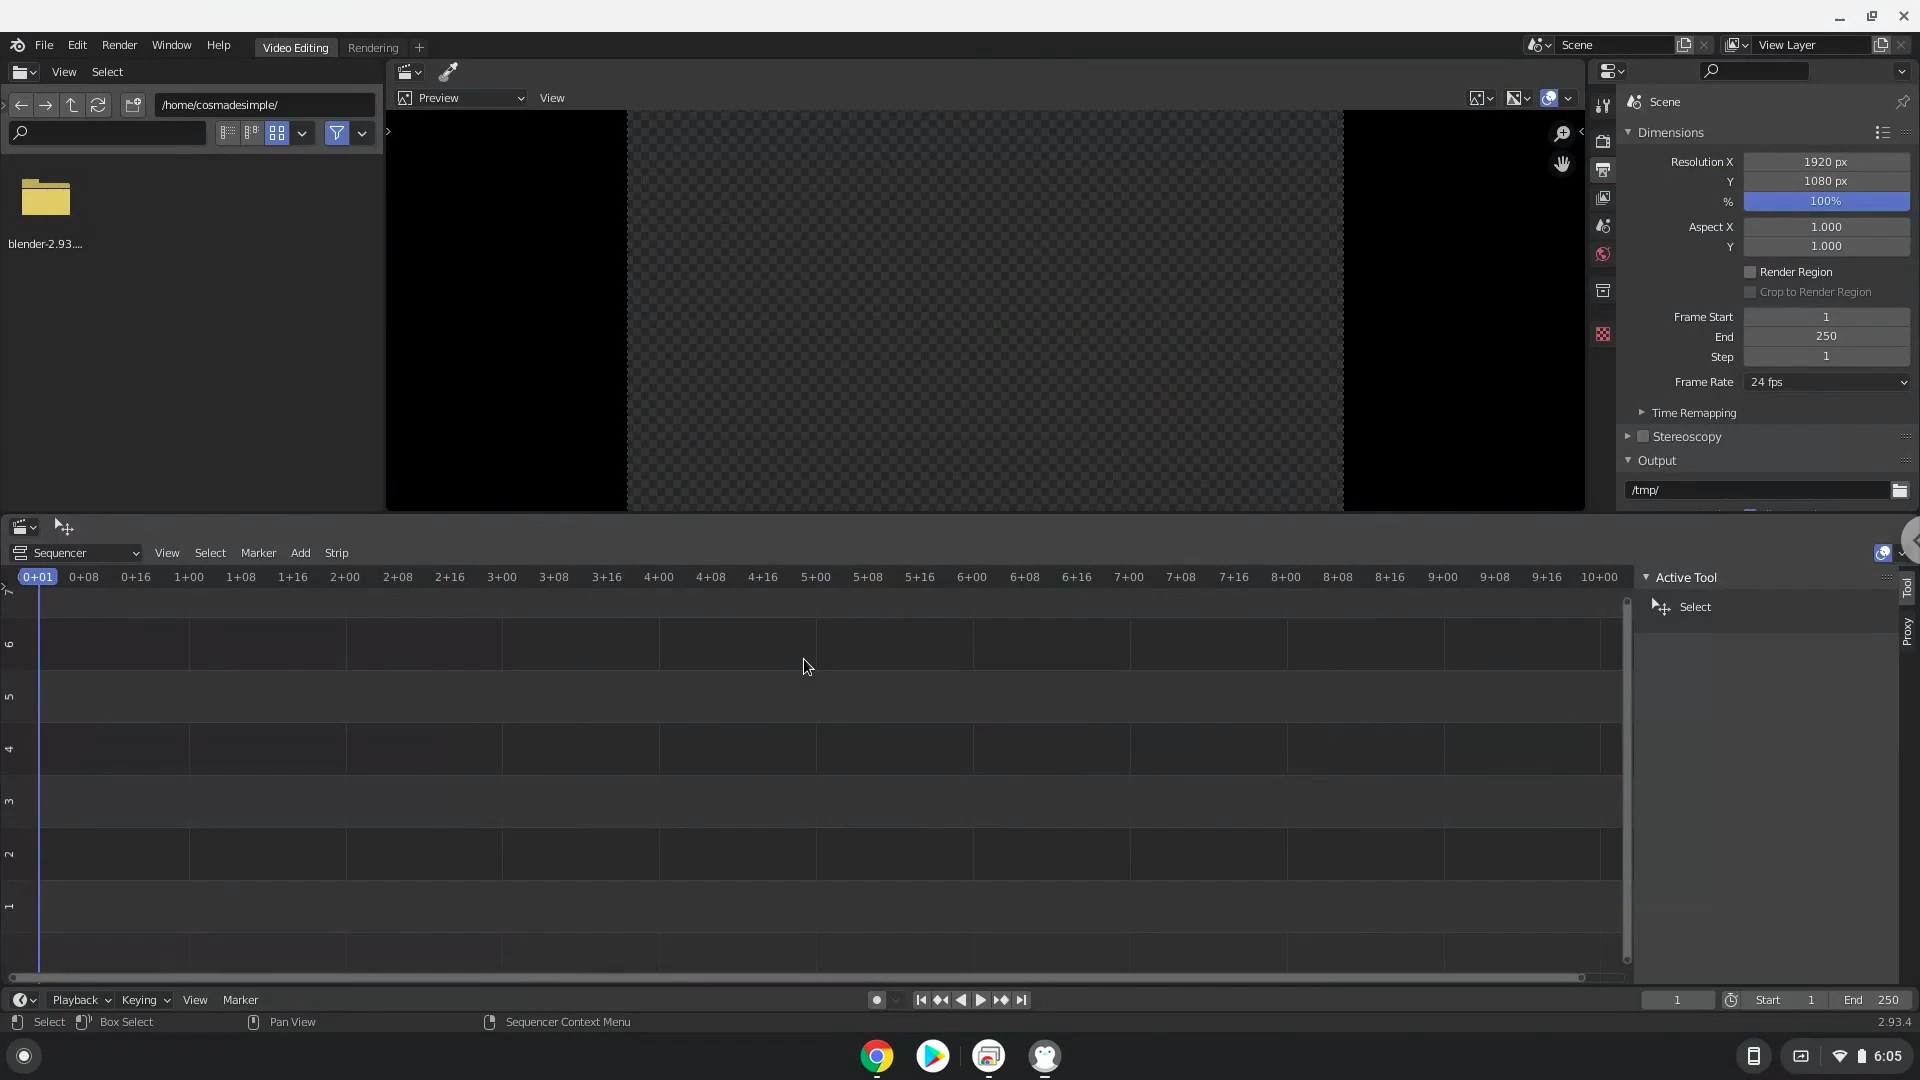 File Edit Render Window Help Video Editing Rendering + Scene View Layer
View Select
Preview View
/home/cosmadesimple/
blender-2.93....
Scene
Dimensions
Resolution X 1920 px
Y 1080 px
% 100%
Aspect X 1.000
Y 1.000
Render Region
Crop to Render Region
Frame Start 1
End 250
Step 1
Frame Rate 24 fps
Time Remapping
Stereoscopy
Output
/tmp/
Sequencer View Select Marker Add Strip
0+01 0+08 0+16 1+00 1+08 1+16 2+00 2+08 2+16 3+00 3+08 3+16 4+00 4+08 4+16 5+00 5+08 5+16 6+00 6+08 6+16 7+00 7+08 7+16 8+00 8+08 8+16 9+00 9+08 9+16 10+00
7
6
5
4
3
2
1
Active Tool
Select
Tool
Proxy
Playback Keying View Marker 1 Start 1 End 250
Select Box Select Pan View Sequencer Context Menu 2.93.4
6:05